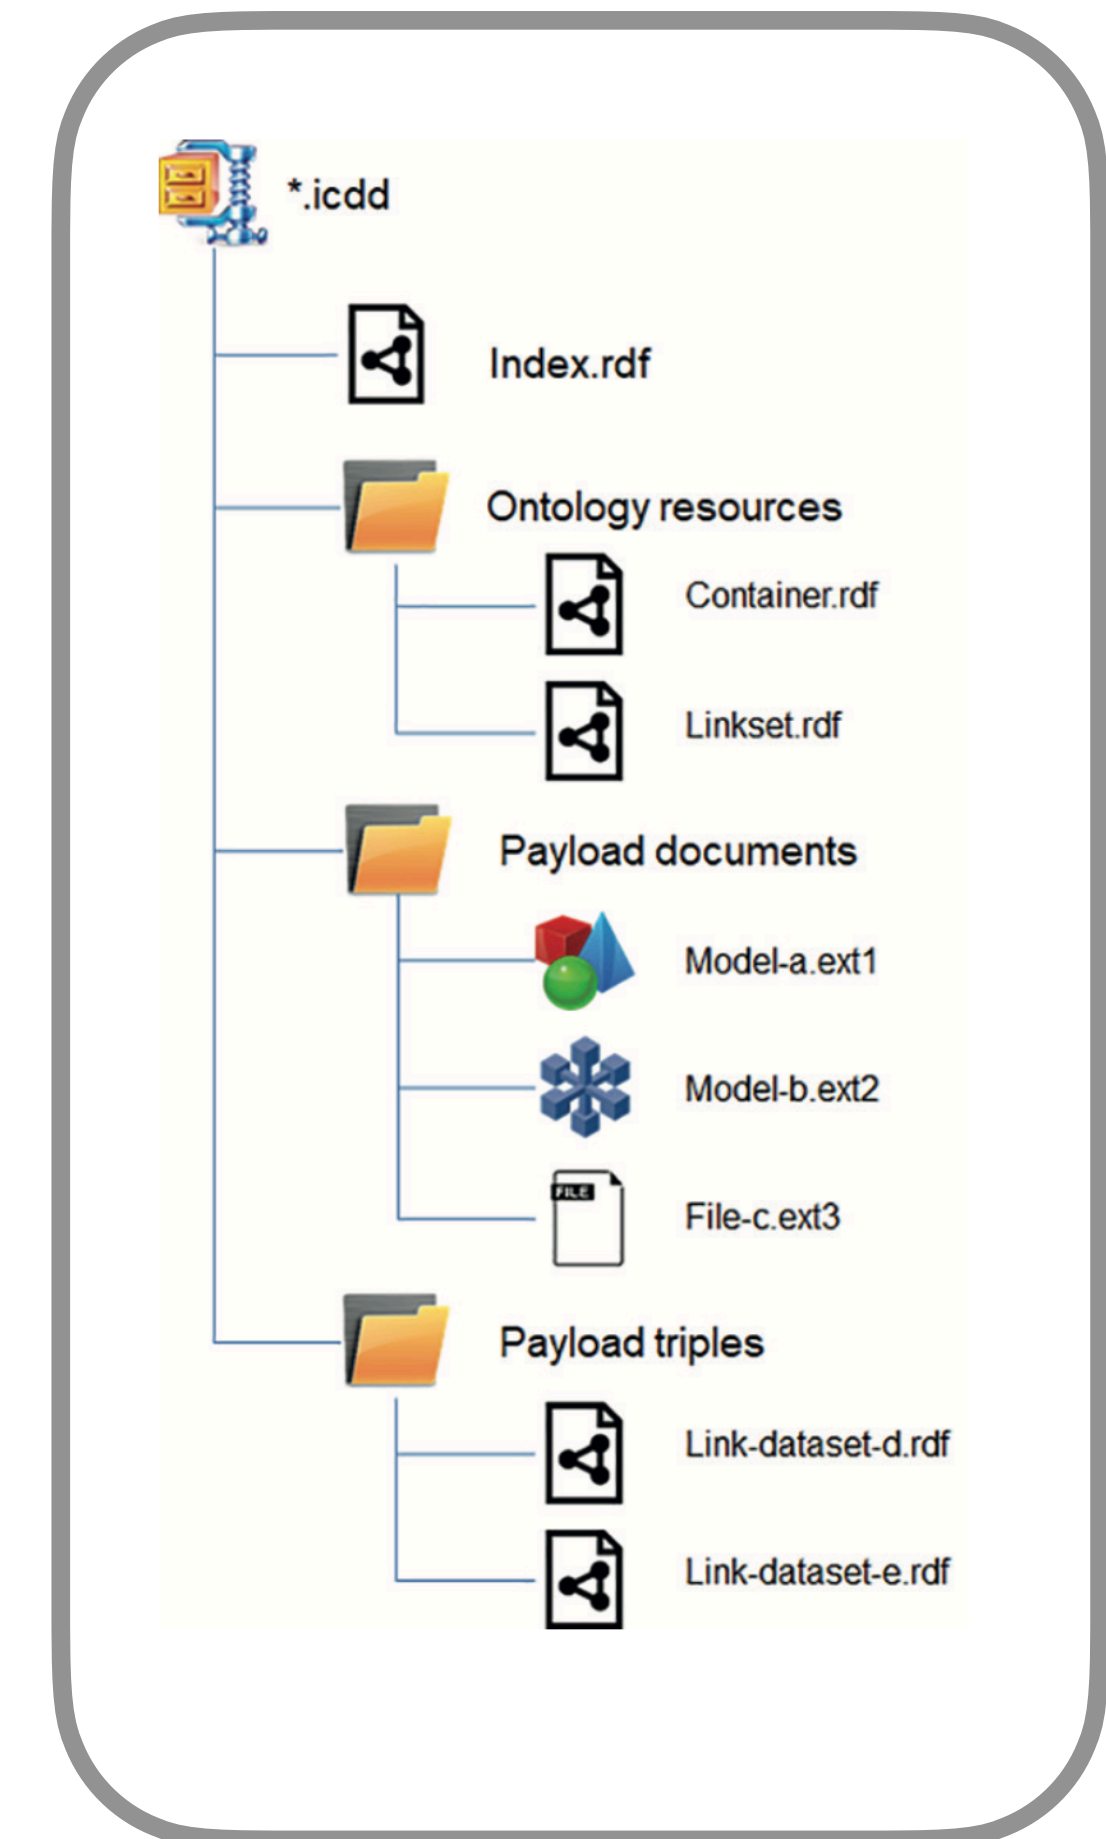 *.icdd
Index.rdf
Ontology resources
Container.rdf
Linkset.rdf
Payload documents
Model-a.ext1
Model-b.ext2
FILE
File-c.ext3
Payload triples
Link-dataset-d.rdf
Link-dataset-e.rdf